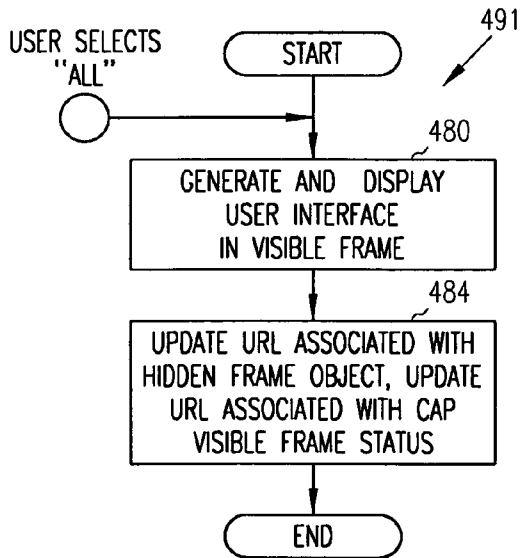 USER SELECTS
"ALL"
START
491
480
GENERATE AND DISPLAY
USER INTERFACE
IN VISIBLE FRAME
484
UPDATE URL ASSOCIATED WITH
HIDDEN FRAME OBJECT, UPDATE
URL ASSOCIATED WITH CAP
VISIBLE FRAME STATUS
END